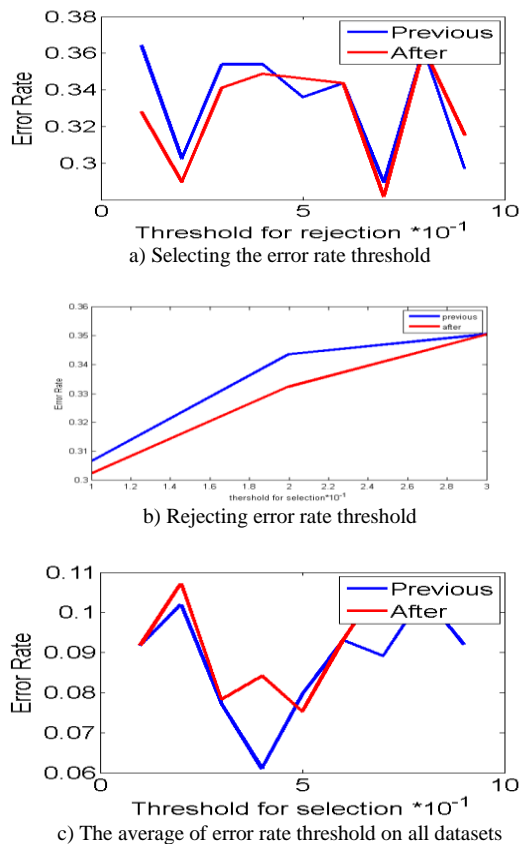 0.38
0.36
0.34
0.32
0.3
Error Rate
Previous
After
0
5
10
Threshold for rejection *10-1
a) Selecting the error rate threshold
0.36
0.35
0.34
0.33
0.32
0.31
0.3
Error Rate
previous
after
1
1.2
1.4
1.6
1.8
2
2.2
2.4
2.6
2.8
3
thershold for selection*10-1
b) Rejecting error rate threshold
0.11
0.1
0.09
0.08
0.07
0.06
Error Rate
Previous
After
0
5
10
Threshold for selection *10-1
c) The average of error rate threshold on all datasets